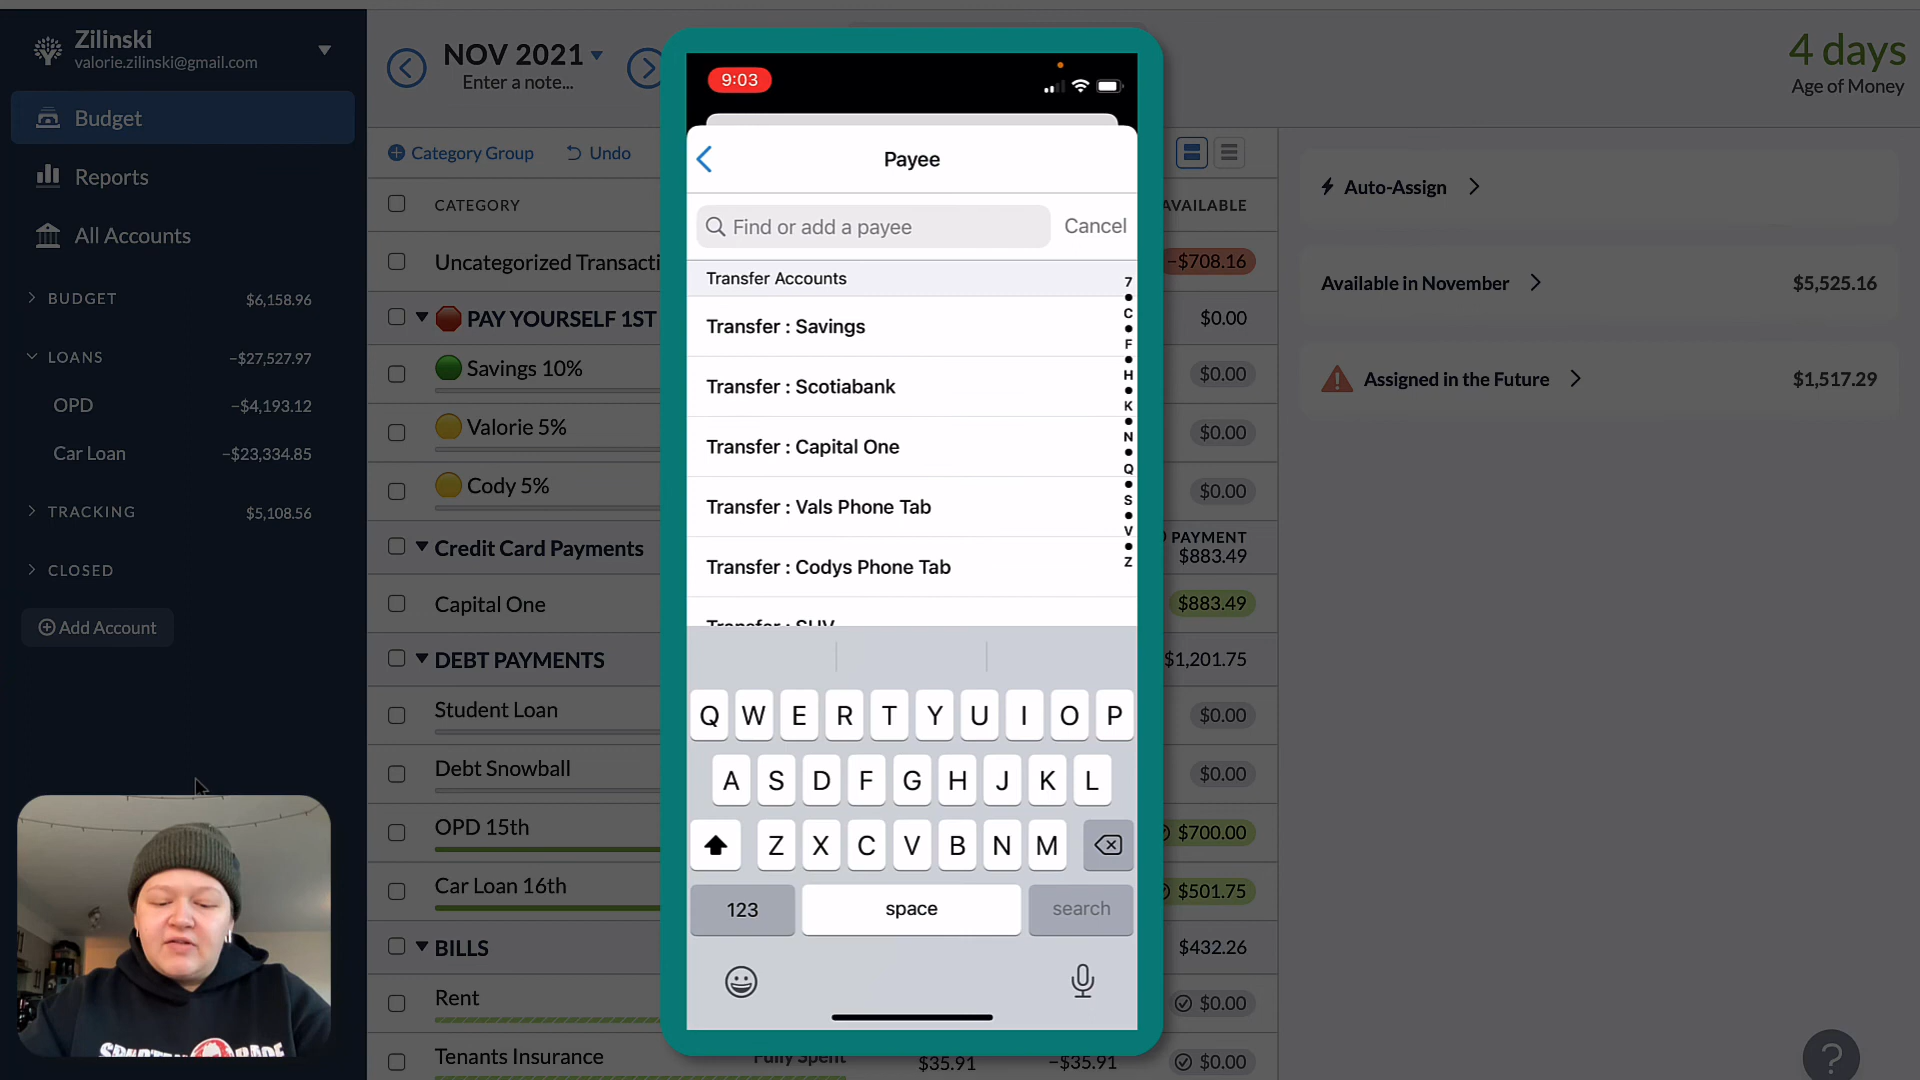 Zilinski
valorie.zilinski@gmail.com
Budget
Reports
All Accounts
BUDGET $6,158.96
LOANS −$27,527.97
OPD −$4,193.12
Car Loan −$23,334.85
TRACKING $5,108.56
CLOSED
Add Account
NOV 2021
Enter a note...
4 days
Age of Money
Category Group
Undo
CATEGORY
AVAILABLE
Uncategorized Transacti
−$708.16
PAY YOURSELF 1ST
$0.00
Savings 10%
$0.00
Valorie 5%
$0.00
Cody 5%
$0.00
Credit Card Payments
PAYMENT
$883.49
Capital One
$883.49
DEBT PAYMENTS
$1,201.75
Student Loan
$0.00
Debt Snowball
$0.00
OPD 15th
$700.00
Car Loan 16th
$501.75
BILLS
$432.26
Rent
$0.00
Tenants Insurance
Fully Spent
$35.91
−$35.91
$0.00
Auto-Assign
Available in November
$5,525.16
Assigned in the Future
$1,517.29
?
9:03
Payee
Find or add a payee
Cancel
Transfer Accounts
Transfer : Savings
Transfer : Scotiabank
Transfer : Capital One
Transfer : Vals Phone Tab
Transfer : Codys Phone Tab
Transfer : SUV
7
C
F
H
K
N
Q
S
V
Z
Q W E R T Y U I O P
A S D F G H J K L
Z X C V B N M
123 space search